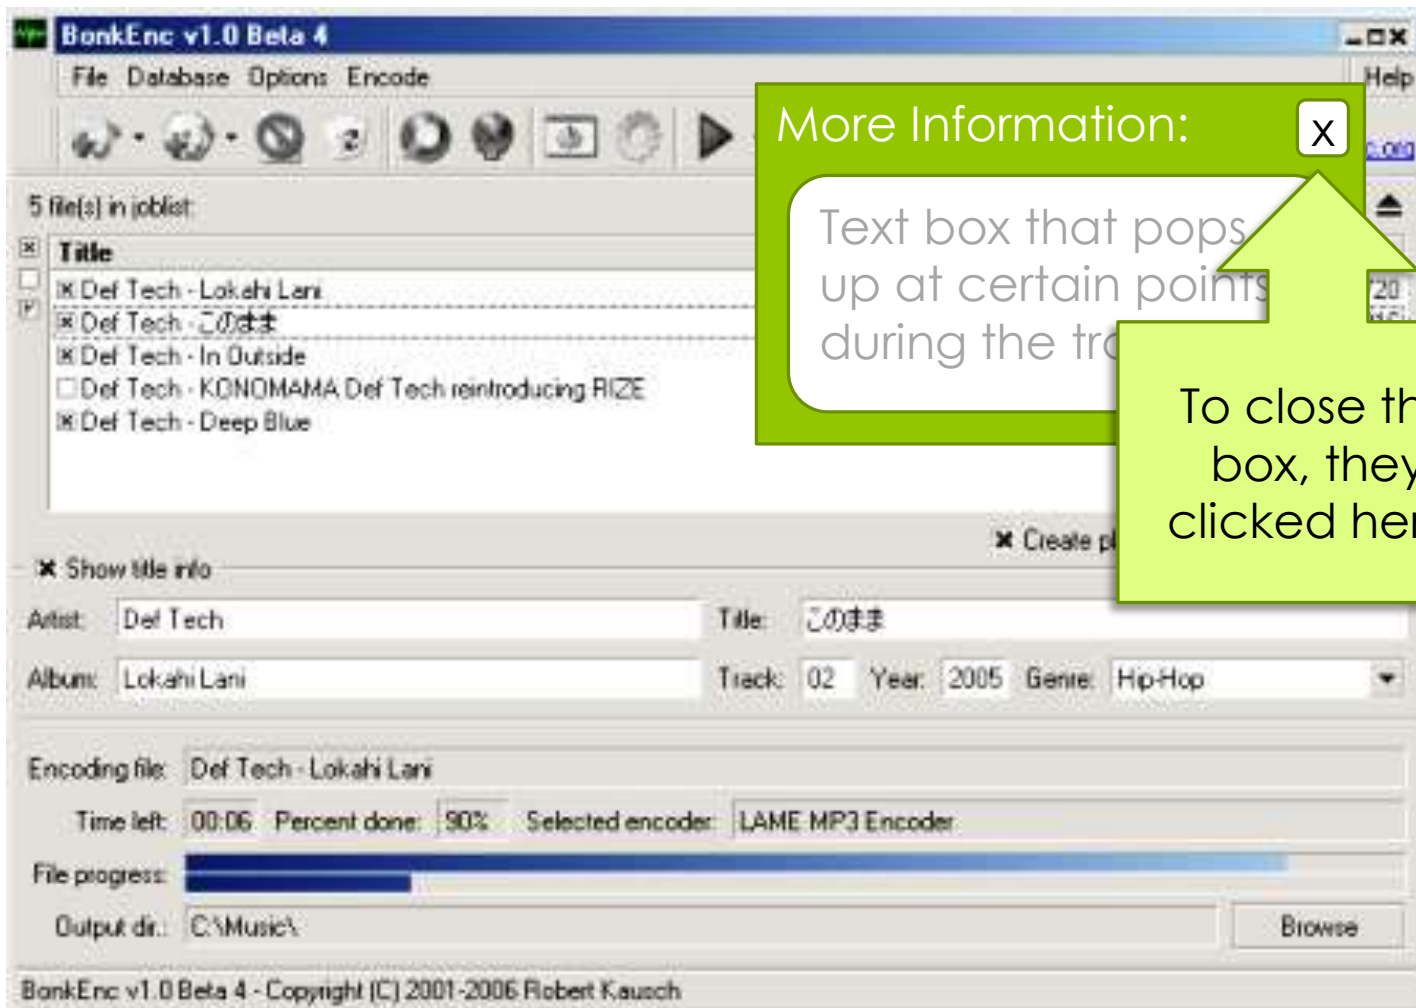 BonkEnc v1.0 Beta 4
File Database Options Encode Help
5 file(s) in joblist:
Title
Def Tech - Lokahi Lani
Def Tech - このまま
Def Tech - In Outside
Def Tech - KONOMAMA Def Tech reintroducing RIZE
Def Tech - Deep Blue
More Information:
X
Text box that pops
up at certain points
during the
To close
box, they
clicked
Create
Show title info
Artist: Def Tech Title: このまま
Album: Lokahi Lani Track: 02 Year: 2005 Genre: Hip-Hop
Encoding file: Def Tech - Lokahi Lani
Time left: 00:06 Percent done: 90% Selected encoder: LAME MP3 Encoder
File progress:
Output dir.: C:\Music\ Browse
BonkEnc v1.0 Beta 4 - Copyright (C) 2001-2006 Robert Kausch